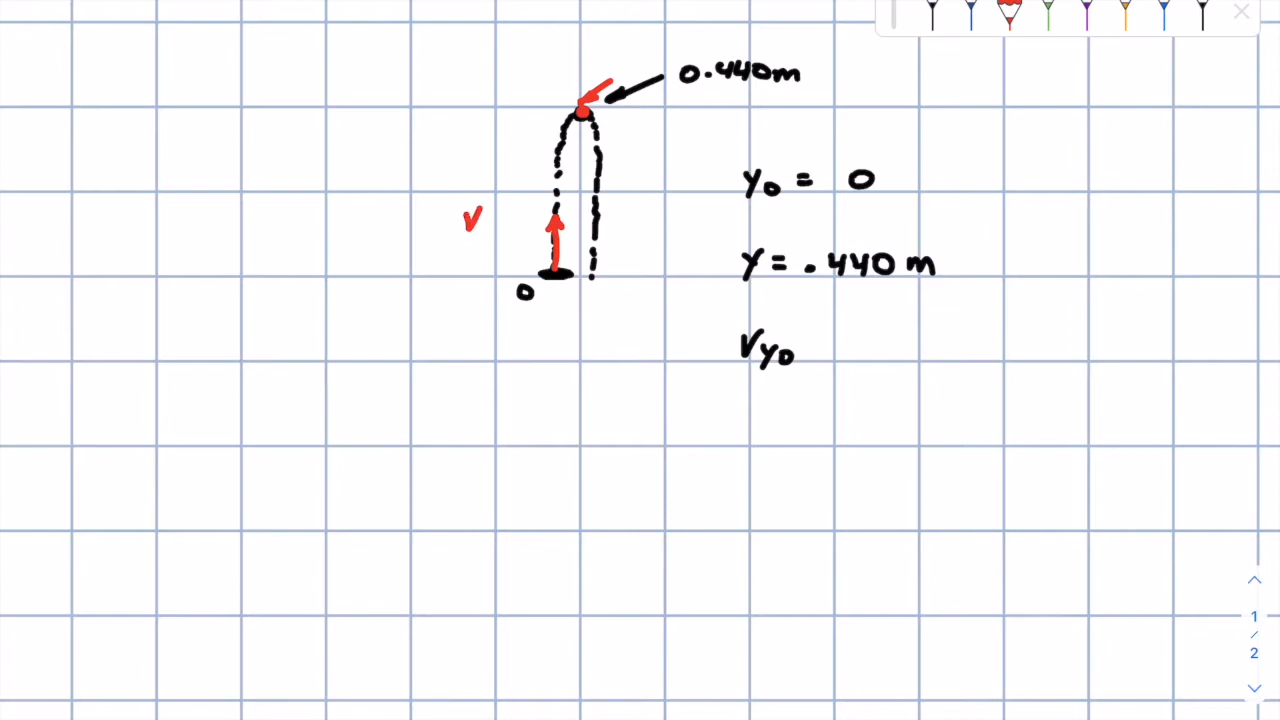 0.440m
y₀ = 0
v
y = .440 m
0
Vy₀
1
/
2